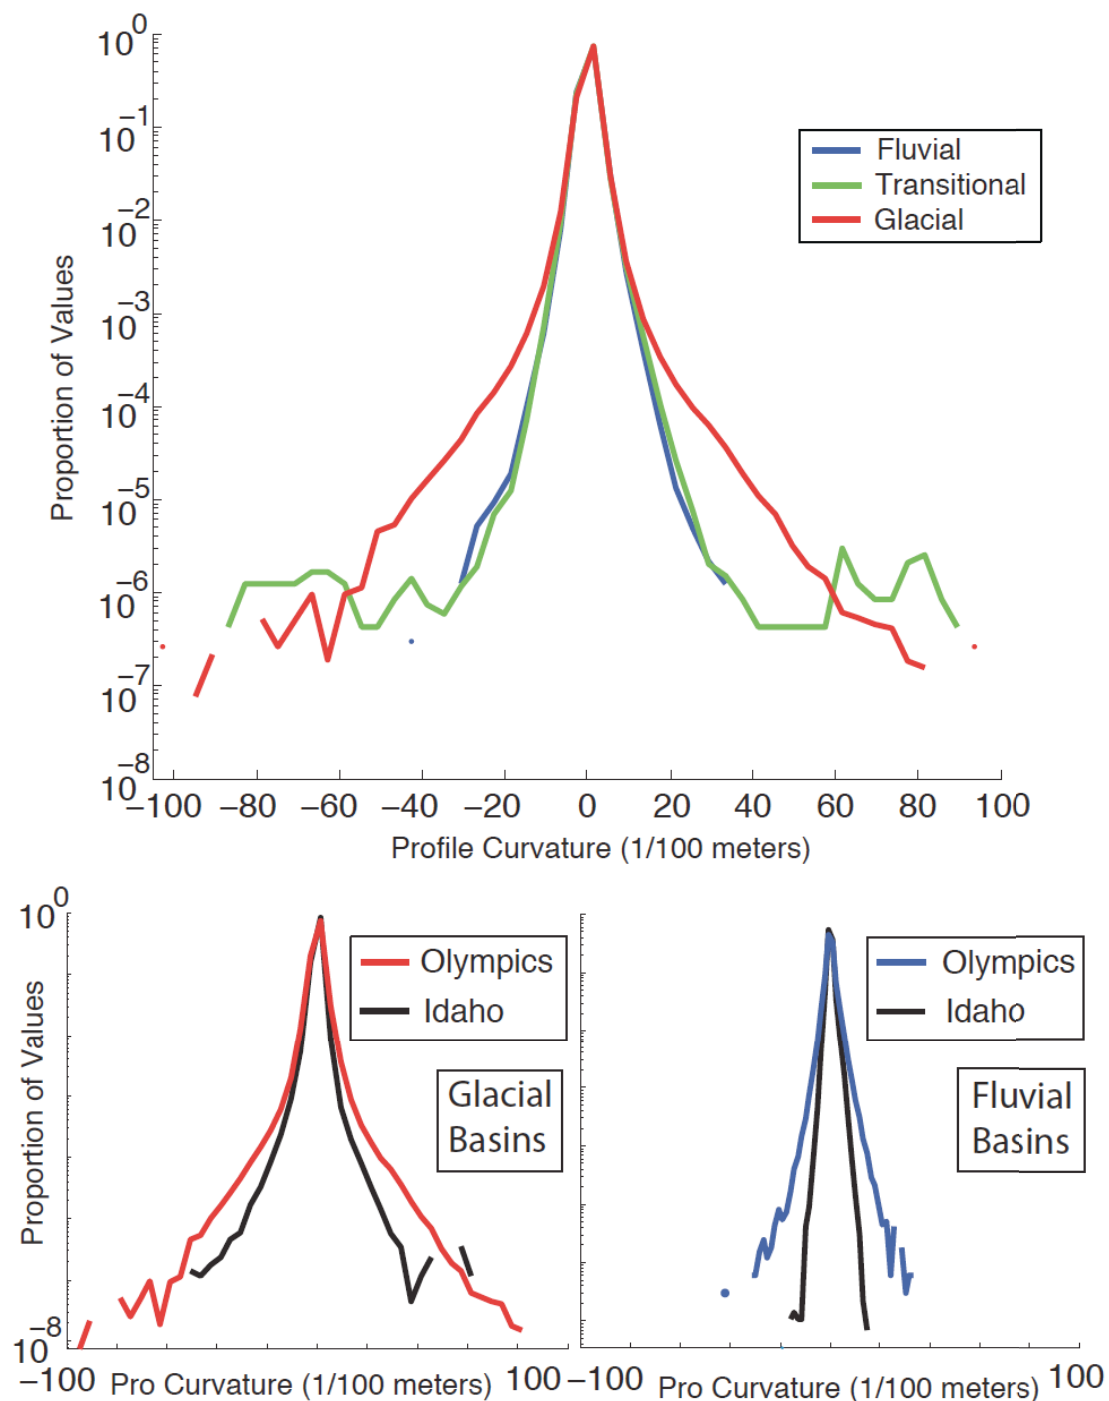 10^0
10^-1
10^-2
10^-3
10^-4
10^-5
10^-6
10^-7
10^-8
Proportion of Values
Fluvial
Transitional
Glacial
−100 −80 −60 −40 −20 0 20 40 60 80 100
Profile Curvature (1/100 meters)
10^0
10^-8
Proportion of Values
Olympics
Idaho
Glacial
Basins
−100 Pro Curvature (1/100 meters) 100
Olympics
Idaho
Fluvial
Basins
−100 Pro Curvature (1/100 meters) 100